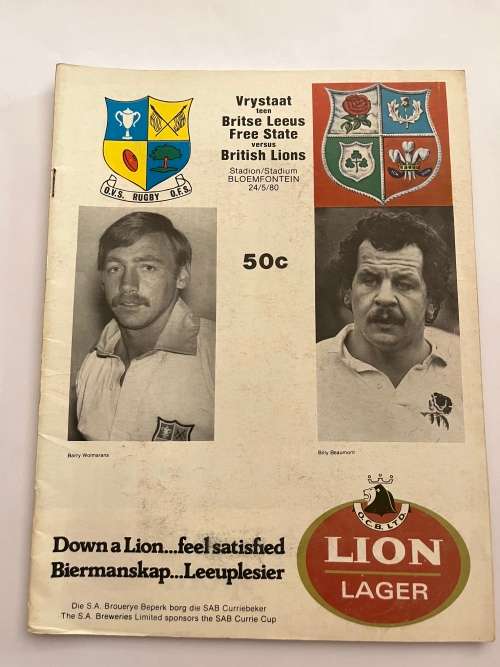 Vrystaat
teen
Britse Leeus
Free State
versus
British Lions
Stadion/Stadium
BLOEMFONTEIN
24/5/80
O.V.S. RUGBY O.F.S.
50c
Barry Wolmarans
Billy Beaumont
Down a Lion...feel satisfied
Biermanskap...Leeuplesier
Die S.A. Brouerye Beperk borg die SAB Curriebeker
The S.A. Breweries Limited sponsors the SAB Currie Cup
O.C.B. LTD.
LION
LAGER